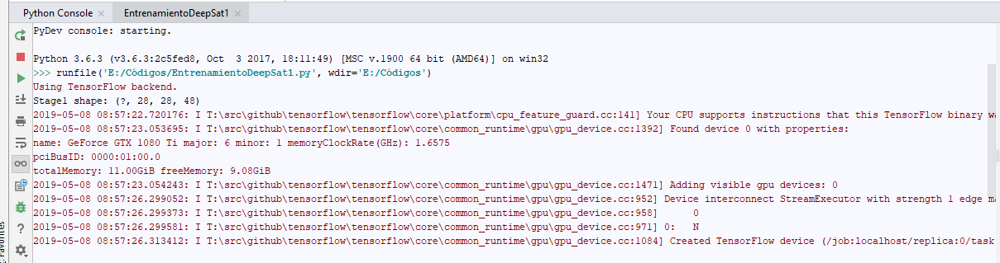 Python Console
EntrenamientoDeepSat1
PyDev console: starting.
Python 3.6.3 (v3.6.3:2c5fed8, Oct  3 2017, 18:11:49) [MSC v.1900 64 bit (AMD64)] on win32
>>> runfile('E:/Códigos/EntrenamientoDeepSat1.py', wdir='E:/Códigos')
Using TensorFlow backend.
Stage1 shape: (?, 28, 28, 48)
2019-05-08 08:57:22.720176: I T:\src\github\tensorflow\tensorflow\core\platform\cpu_feature_guard.cc:141] Your CPU supports instructions that this TensorFlow binary wa
2019-05-08 08:57:23.053695: I T:\src\github\tensorflow\tensorflow\core\common_runtime\gpu\gpu_device.cc:1392] Found device 0 with properties:
name: GeForce GTX 1080 Ti major: 6 minor: 1 memoryClockRate(GHz): 1.6575
pciBusID: 0000:01:00.0
totalMemory: 11.00GiB freeMemory: 9.08GiB
2019-05-08 08:57:23.054243: I T:\src\github\tensorflow\tensorflow\core\common_runtime\gpu\gpu_device.cc:1471] Adding visible gpu devices: 0
2019-05-08 08:57:26.299052: I T:\src\github\tensorflow\tensorflow\core\common_runtime\gpu\gpu_device.cc:952] Device interconnect StreamExecutor with strength 1 edge ma
2019-05-08 08:57:26.299373: I T:\src\github\tensorflow\tensorflow\core\common_runtime\gpu\gpu_device.cc:958]      0
2019-05-08 08:57:26.299581: I T:\src\github\tensorflow\tensorflow\core\common_runtime\gpu\gpu_device.cc:971] 0:   N
2019-05-08 08:57:26.313412: I T:\src\github\tensorflow\tensorflow\core\common_runtime\gpu\gpu_device.cc:1084] Created TensorFlow device (/job:localhost/replica:0/task
Favorites